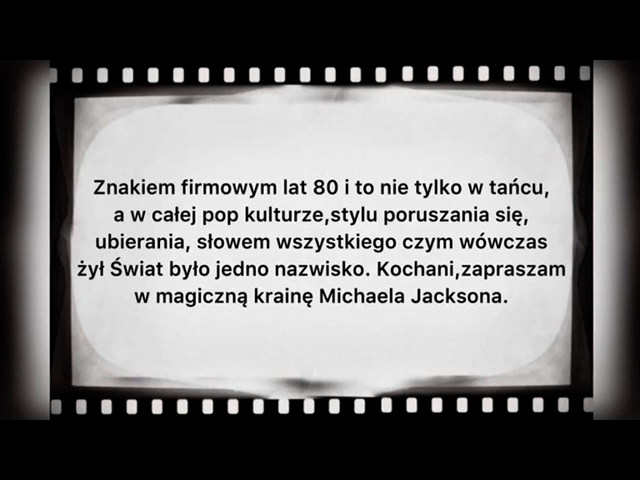 Znakiem firmowym lat 80 i to nie tylko w tańcu,
a w całej pop kulturze,stylu poruszania się,
ubierania, słowem wszystkiego czym wówczas
żył Świat było jedno nazwisko. Kochani,zapraszam
w magiczną krainę Michaela Jacksona.